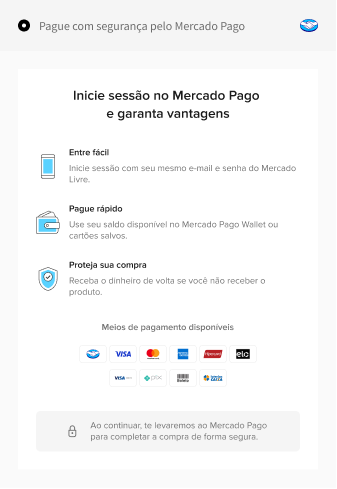 Pague com segurança pelo Mercado Pago
Inicie sessão no Mercado Pago
e garanta vantagens
Entre fácil
Inicie sessão com seu mesmo e-mail e senha do Mercado
Livre.
Pague rápido
Use seu saldo disponível no Mercado Pago Wallet ou
cartões salvos.
Proteja sua compra
Receba o dinheiro de volta se você não receber o
produto.
Meios de pagamento disponíveis
VISA
mastercard
Hipercard
elo
VISA
pix
Boleto
Ao continuar, te levaremos ao Mercado Pago
para completar a compra de forma segura.